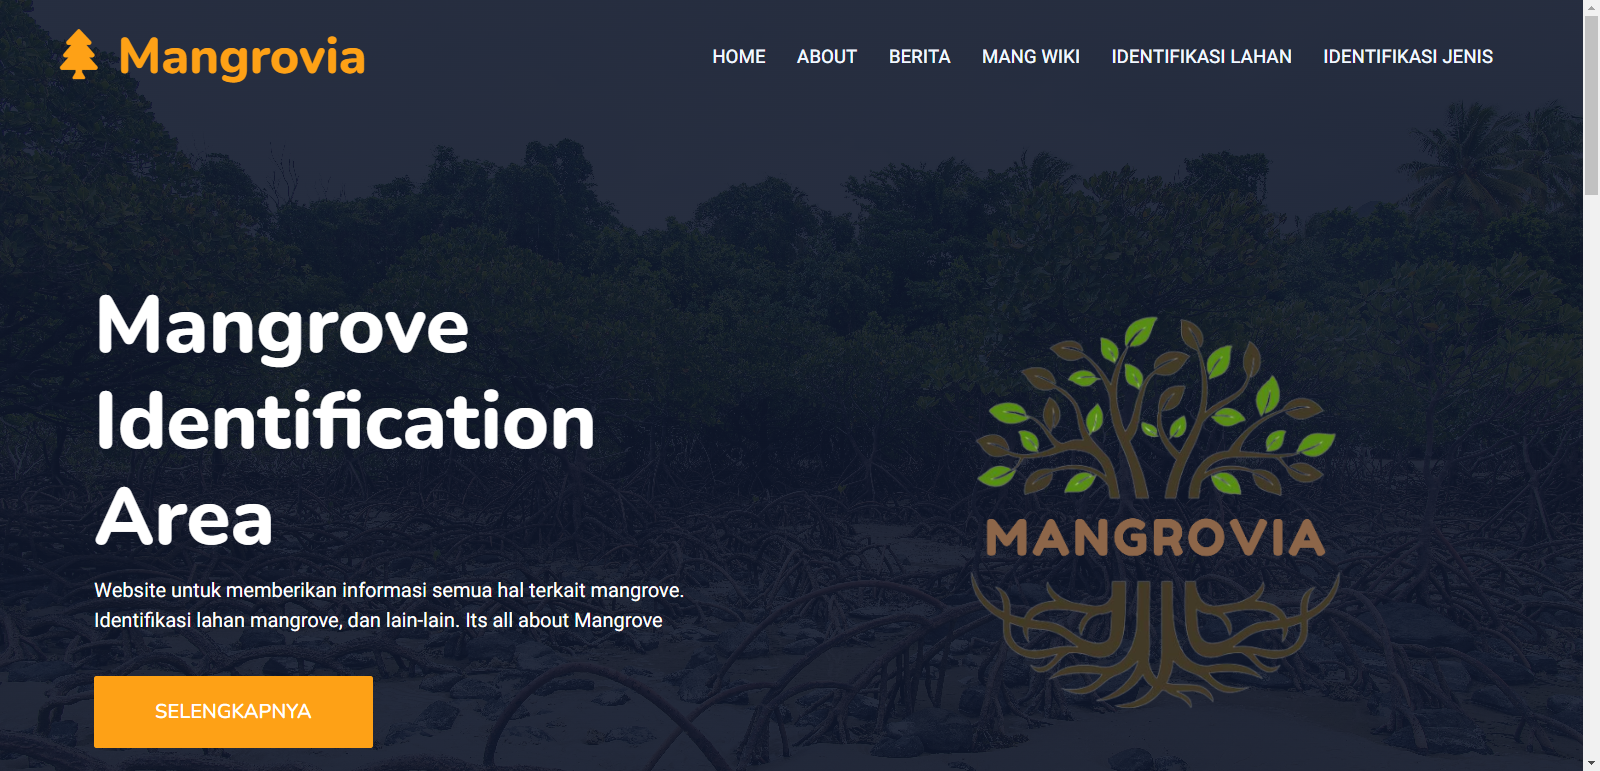 Mangrovia
HOME ABOUT BERITA MANG WIKI IDENTIFIKASI LAHAN IDENTIFIKASI JENIS
Mangrove
Identification
Area
Website untuk memberikan informasi semua hal terkait mangrove.
Identifikasi lahan mangrove, dan lain-lain. Its all about Mangrove
SELENGKAPNYA
MANGROVIA